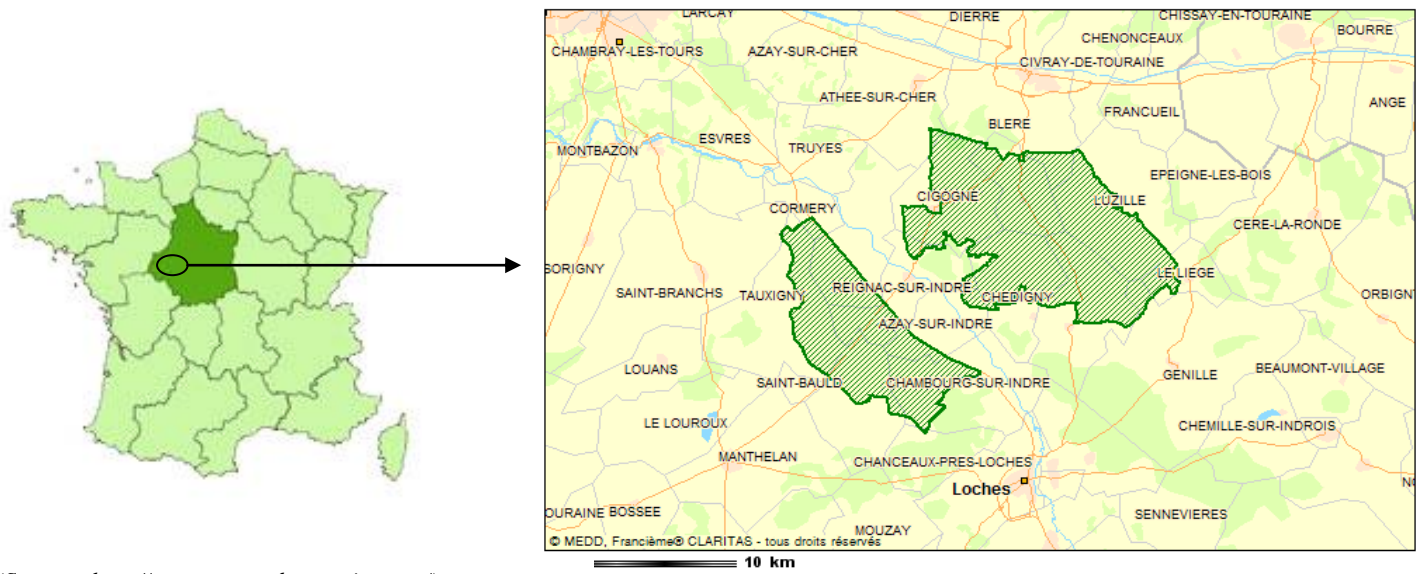 LARCAY
DIERRE
CHISSAY-EN-TOURAINE
BOURRE
CHAMBRAY-LES-TOURS
AZAY-SUR-CHER
CHENONCEAUX
CIVRAY-DE-TOURAINE
ATHEE-SUR-CHER
ANGE
FRANCUEIL
BLERE
ESVRES
TRUYES
MONTBAZON
EPEIGNE-LES-BOIS
CIGOGNE
LUZILLE
CORMERY
CERE-LA-RONDE
SORIGNY
LE LIEGE
SAINT-BRANCHS
TAUXIGNY
REIGNAC-SUR-INDRE
CHEDIGNY
ORBIGN
AZAY-SUR-INDRE
LOUANS
SAINT-BAULD
CHAMBOURG-SUR-INDRE
GENILLE
BEAUMONT-VILLAGE
LE LOUROUX
CHEMILLE-SUR-INDROIS
MANTHELAN
CHANCEAUX-PRES-LOCHES
Loches
OURAINE
BOSSEE
SENNEVIERES
MOUZAY
© MEDD, Francième® CLARITAS - tous droits réservés
10 km